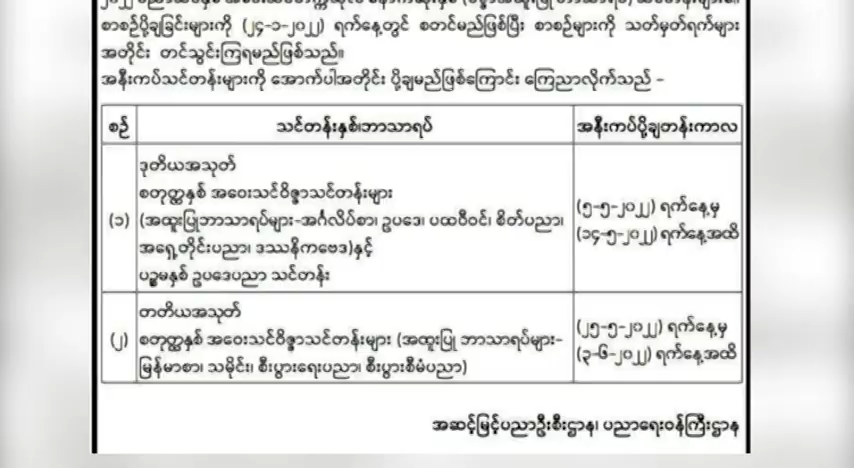 စာစဉ်ပို့ချခြင်းများကို (၂၄-၁-၂၀၂၂) ရက်နေ့တွင် စတင်မည်ဖြစ်ပြီး စာစဉ်များကို သတ်မှတ်ရက်များ
အတိုင်း တင်သွင်းကြရမည်ဖြစ်သည်။
အနီးကပ်သင်တန်းများကို အောက်ပါအတိုင်း ပို့ချမည်ဖြစ်ကြောင်း ကြေညာလိုက်သည် –
စဉ် သင်တန်းနှစ်၊ဘာသာရပ် အနီးကပ်ပို့ချတန်းကာလ
(၁) ဒုတိယအသုတ်
စတုတ္ထနှစ် အဝေးသင်ဝိဇ္ဇာသင်တန်းများ
(အထူးပြုဘာသာရပ်များ-အင်္ဂလိပ်စာ၊ ဥပဒေ၊ ပထဝီဝင်၊ စိတ်ပညာ၊
အရှေ့တိုင်းပညာ၊ ဒဿနိကဗေဒ)နှင့်
ပဉ္စမနှစ် ဥပဒေပညာ သင်တန်း
(၅-၅-၂၀၂၂) ရက်နေ့မှ
(၁၄-၅-၂၀၂၂) ရက်နေ့အထိ
(၂) တတိယအသုတ်
စတုတ္ထနှစ် အဝေးသင်ဝိဇ္ဇာသင်တန်းများ (အထူးပြု ဘာသာရပ်များ-
မြန်မာစာ၊ သမိုင်း၊ စီးပွားရေးပညာ၊ စီးပွားစီမံပညာ)
(၂၅-၅-၂၀၂၂) ရက်နေ့မှ
(၃-၆-၂၀၂၂) ရက်နေ့အထိ
အဆင့်မြင့်ပညာဦးစီးဌာန၊ ပညာရေးဝန်ကြီးဌာန